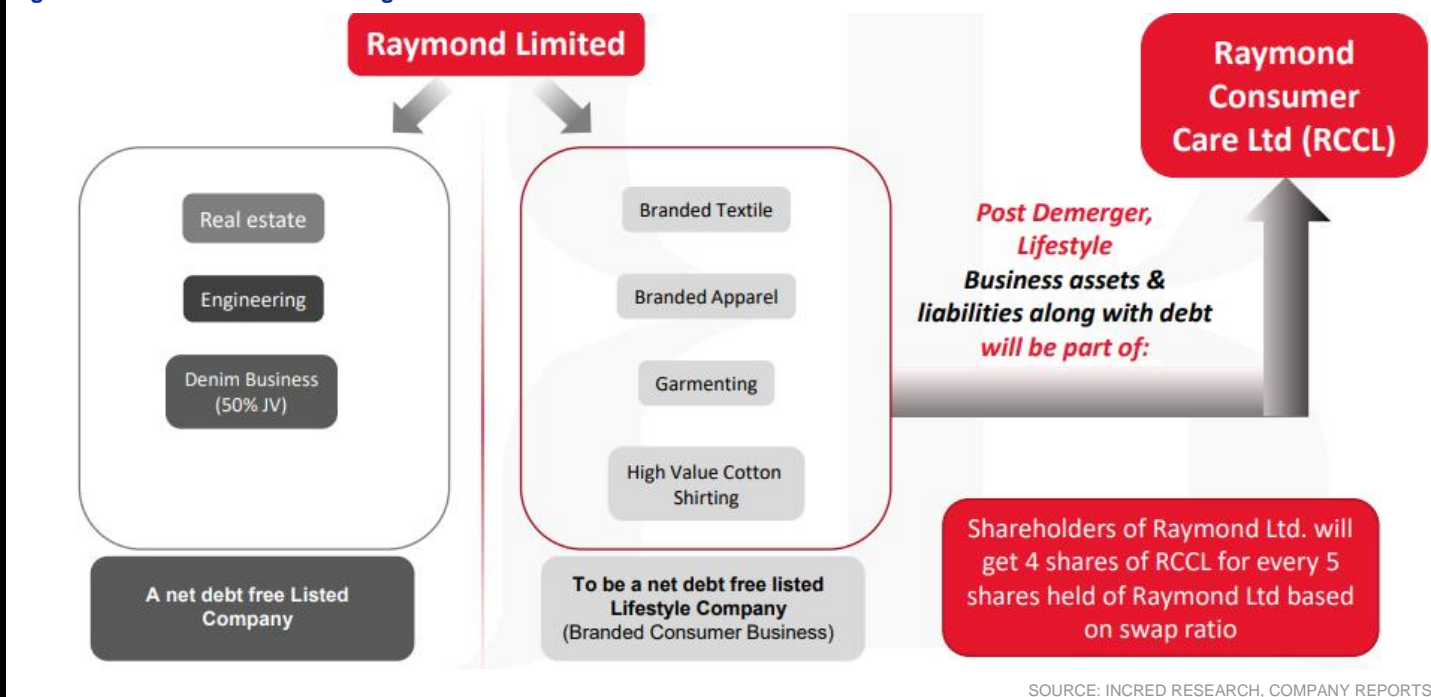 Raymond Limited
Real estate
Engineering
Denim Business
(50% JV)
A net debt free Listed
Company
Branded Textile
Branded Apparel
Garmenting
High Value Cotton
Shirting
To be a net debt free listed
Lifestyle Company
(Branded Consumer Business)
Post Demerger,
Lifestyle
Business assets &
liabilities along with debt
will be part of:
Raymond
Consumer
Care Ltd (RCCL)
Shareholders of Raymond Ltd. will
get 4 shares of RCCL for every 5
shares held of Raymond Ltd based
on swap ratio
SOURCE: INCRED RESEARCH, COMPANY REPORTS